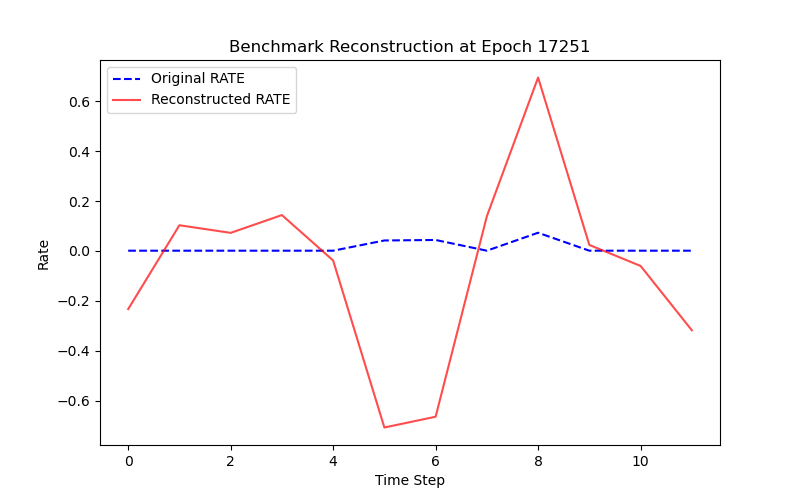 Benchmark Reconstruction at Epoch 17251
Original RATE
Reconstructed RATE
0.6
0.4
0.2
0.0
−0.2
−0.4
−0.6
Rate
0 2 4 6 8 10
Time Step